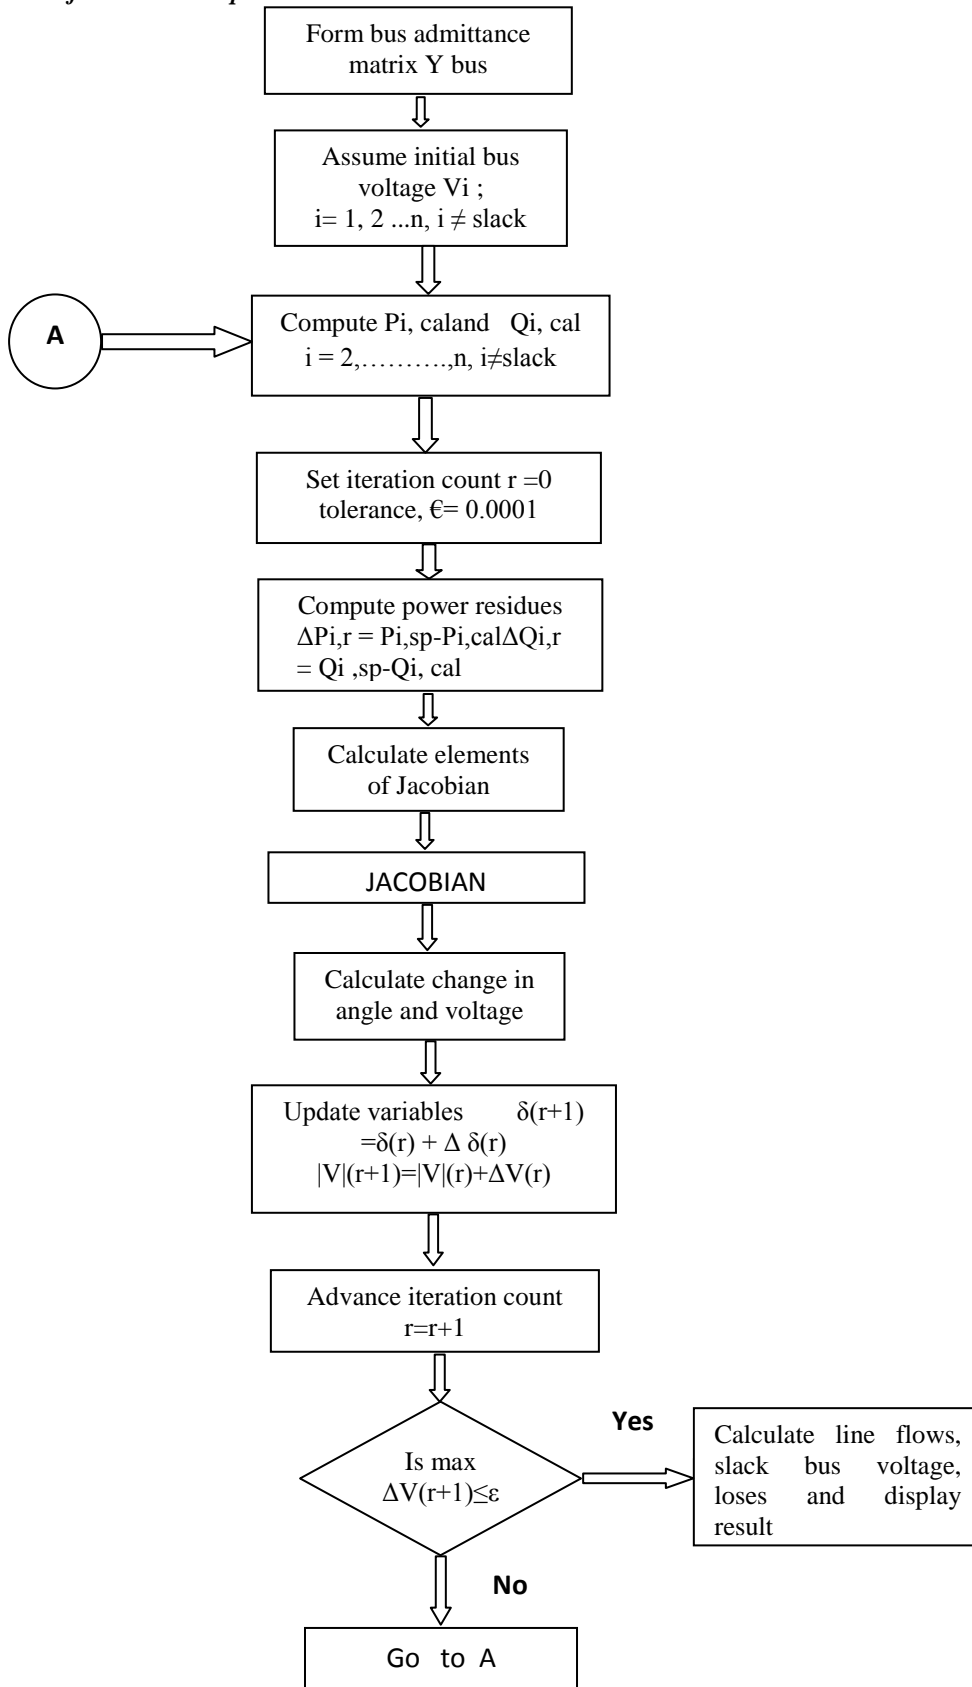 Form bus admittance
matrix Y bus
Assume initial bus
voltage Vi ;
i= 1, 2 ...n, i ≠ slack
A
Compute Pi, caland Qi, cal
i = 2,……….,n, i≠slack
Set iteration count r =0
tolerance, €= 0.0001
Compute power residues
ΔPi,r = Pi,sp-Pi,calΔQi,r
= Qi ,sp-Qi, cal
Calculate elements
of Jacobian
JACOBIAN
Calculate change in
angle and voltage
Update variables δ(r+1)
=δ(r) + Δ δ(r)
|V|(r+1)=|V|(r)+ΔV(r)
Advance iteration count
r=r+1
Is max
ΔV(r+1)≤ε
Yes
Calculate line flows,
slack bus voltage,
loses and display
result
No
Go to A